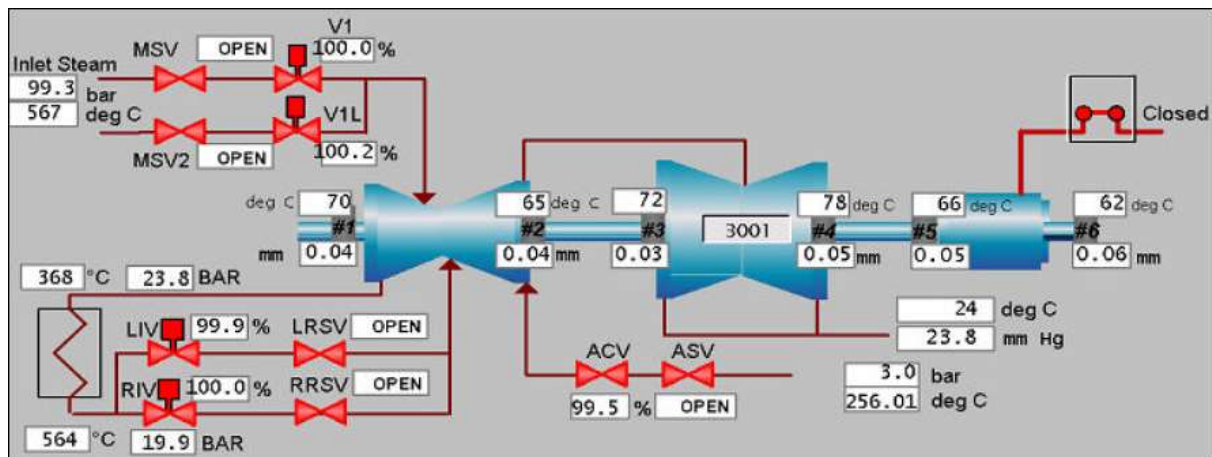 V1
MSV OPEN 100.0 %
Inlet Steam
99.3 bar
567 deg C
V1L
MSV2 OPEN 100.2 %
Closed
deg C 70 65 deg C 72 78 deg C 66 deg C 62 deg C
#1 #2 #3 3001 #4 #5 #6
mm 0.04 0.04 mm 0.03 0.05 mm 0.05 0.06 mm
368 °C 23.8 BAR
24 deg C
LIV 99.9 % LRSV OPEN
23.8 mm Hg
ACV ASV
3.0 bar
RIV 100.0 % RRSV OPEN
99.5 % OPEN
256.01 deg C
564 °C 19.9 BAR